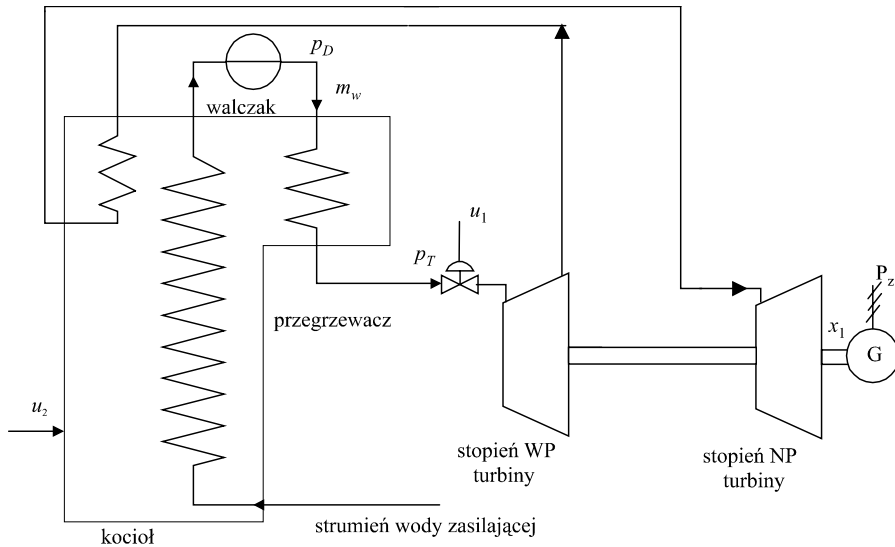 p_D
m_w
walczak
u_1
p_T
P_z
x_1
G
przegrzewacz
u_2
stopień WP
turbiny
stopień NP
turbiny
strumień wody zasilającej
kocioł